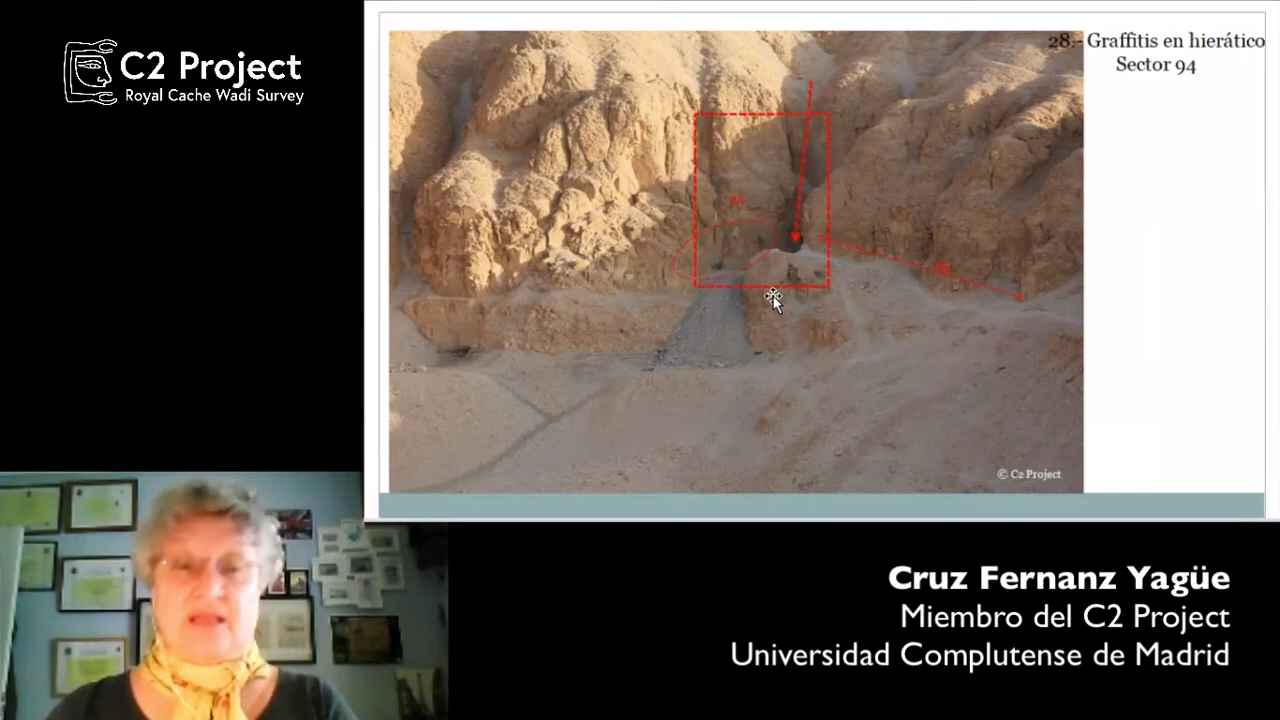 C2 Project
Royal Cache Wadi Survey
28.- Graffitis en hierático
Sector 94
94
© C2 Project
Cruz Fernanz Yagüe
Miembro del C2 Project
Universidad Complutense de Madrid